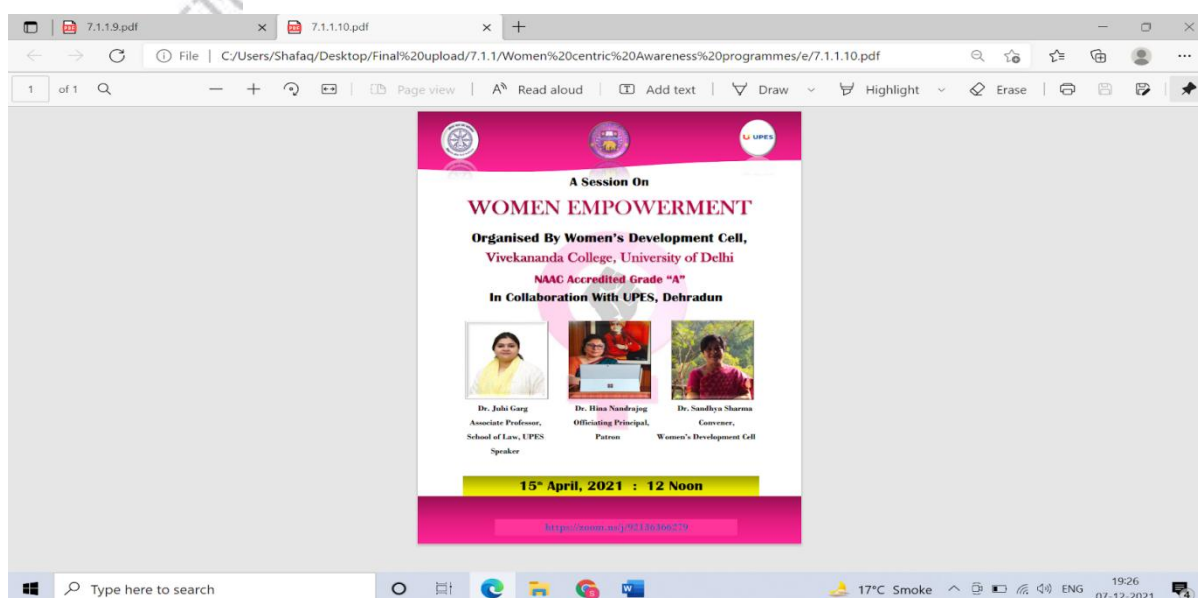 7.1.1.9.pdf
7.1.1.10.pdf
File | C:/Users/Shafaq/Desktop/Final%20upload/7.1.1/Women%20centric%20Awareness%20programmes/e/7.1.1.10.pdf
1 of 1 Page view Read aloud Add text Draw Highlight Erase
UPES
A Session On
WOMEN EMPOWERMENT
Organised By Women's Development Cell,
Vivekananda College, University of Delhi
NAAC Accredited Grade "A"
In Collaboration With UPES, Dehradun
Dr. Juhi Garg
Associate Professor,
School of Law, UPES
Speaker
Dr. Hina Nandrajog
Officiating Principal,
Patron
Dr. Sandhya Sharma
Convener,
Women's Development Cell
15th April, 2021 : 12 Noon
Type here to search
17°C Smoke
ENG
19:26
07-12-2021